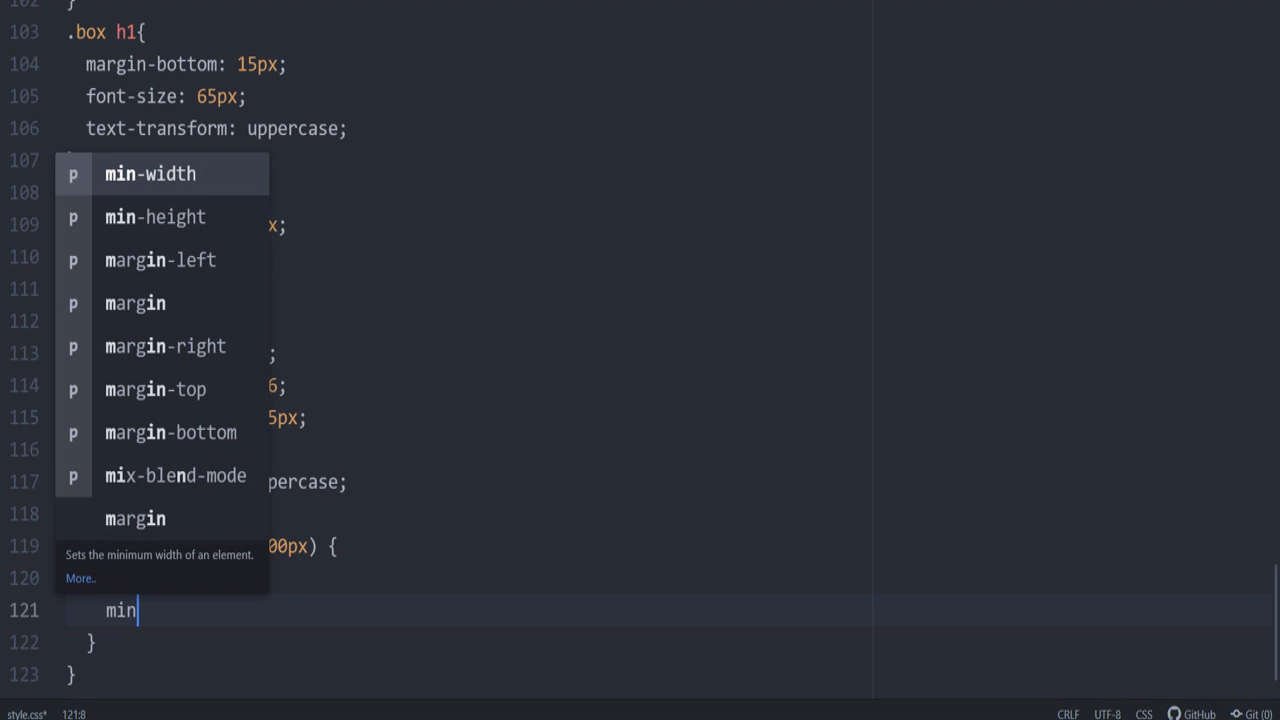 102 }
103 .box h1{
104 margin-bottom: 15px;
105 font-size: 65px;
106 text-transform: uppercase;
107
108
109 x;
110
111
112
113 ;
114 6;
115 5px;
116
117 percase;
118
119 00px) {
120
121 min
122 }
123 }
p min-width
p min-height
p margin-left
p margin
p margin-right
p margin-top
p margin-bottom
p mix-blend-mode
margin
Sets the minimum width of an element.
More..
style.css* 121:8 CRLF UTF-8 CSS GitHub Git (0)